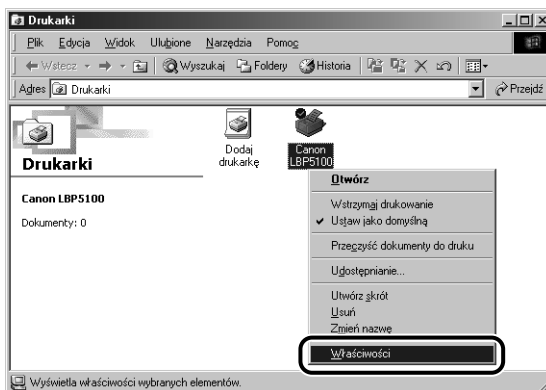 Drukarki
Plik Edycja Widok Ulubione Narzędzia Pomoc
Wstecz Wyszukaj Foldery Historia
Adres Drukarki Przejdź
Drukarki
Canon LBP5100
Dokumenty: 0
Dodaj drukarkę
Canon LBP5100
Otwórz
Wstrzymaj drukowanie
Ustaw jako domyślną
Przeczyść dokumenty do druku
Udostępnianie...
Utwórz skrót
Usuń
Zmień nazwę
Właściwości
Wyświetla właściwości wybranych elementów.